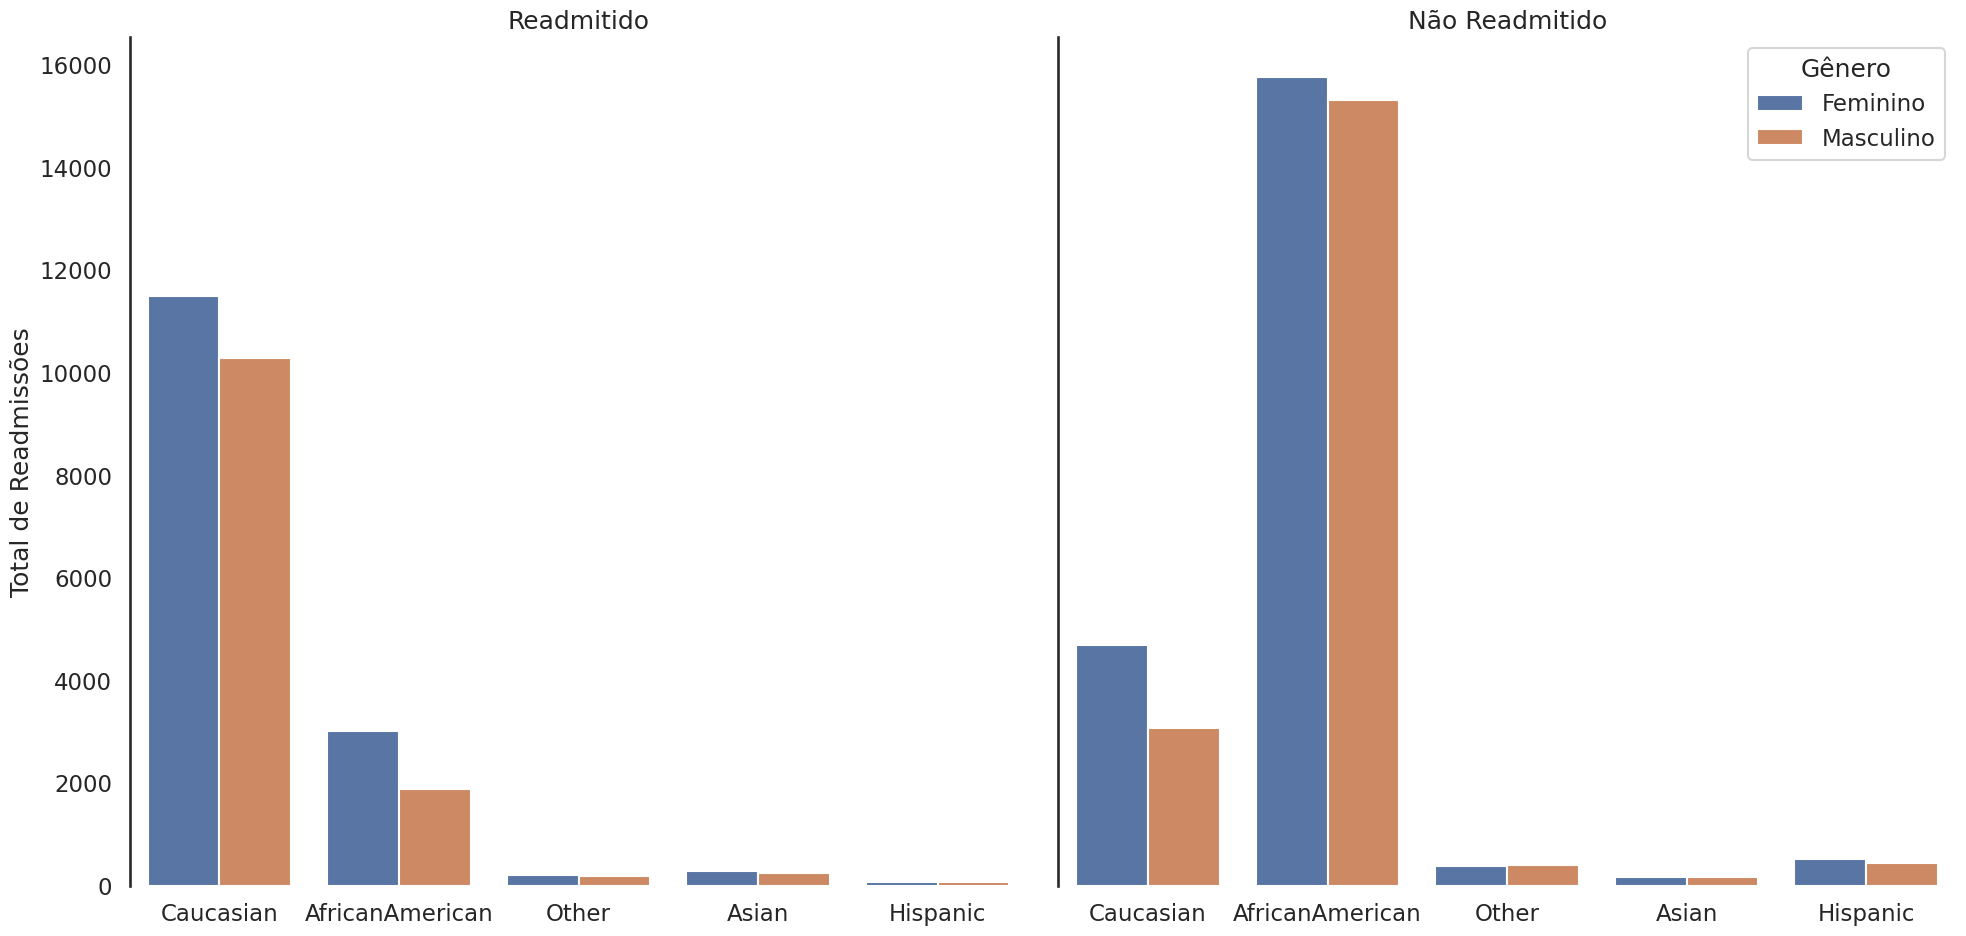 Readmitido
Não Readmitido
Gênero
Feminino
Masculino
Total de Readmissões
16000
14000
12000
10000
8000
6000
4000
2000
0
Caucasian AfricanAmerican Other Asian Hispanic
Caucasian AfricanAmerican Other Asian Hispanic